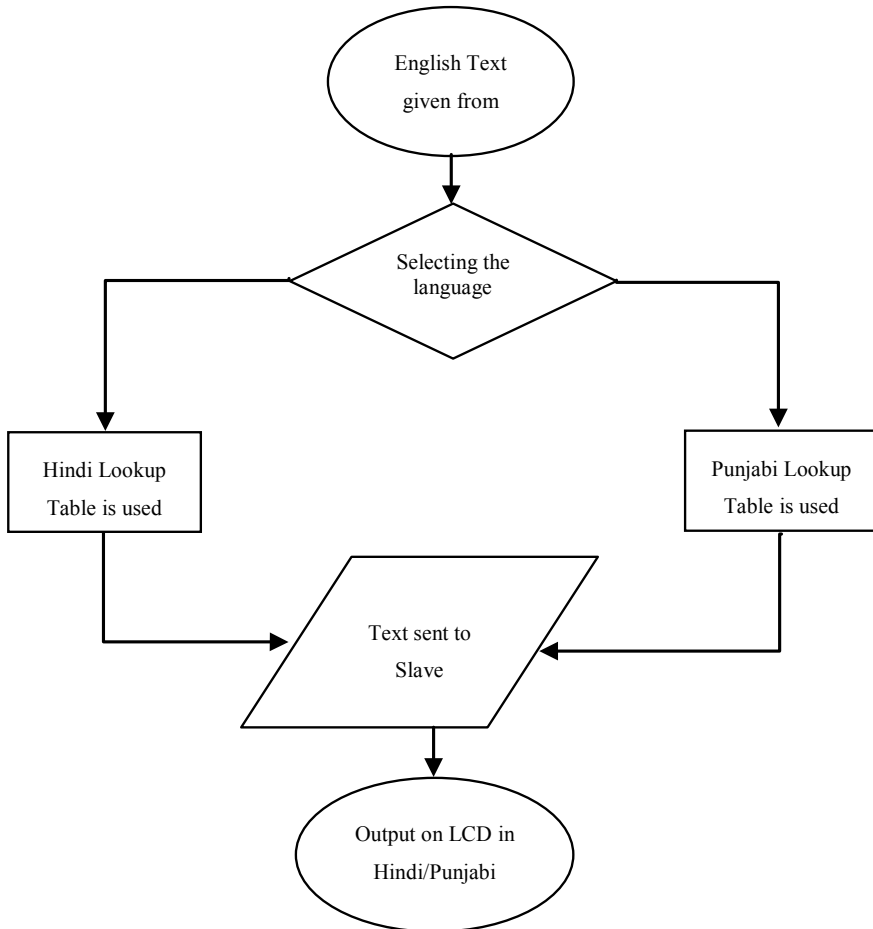 English Text
given from
Selecting the
language
Hindi Lookup
Table is used
Punjabi Lookup
Table is used
Text sent to
Slave
Output on LCD in
Hindi/Punjabi